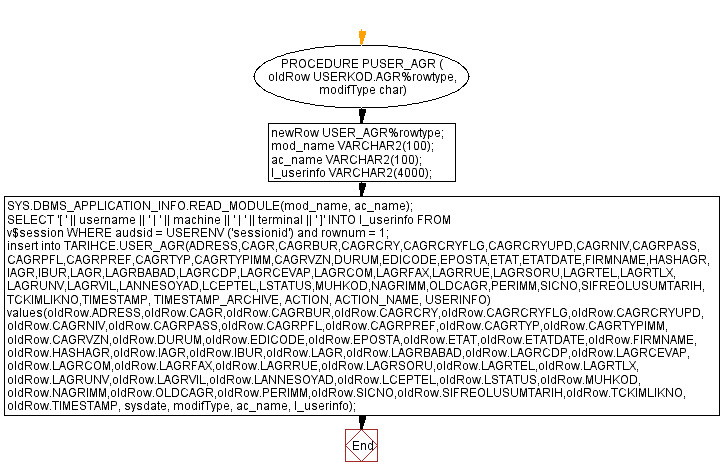 PROCEDURE PUSER_AGR (
oldRow USERKOD.AGR%rowtype,
modifType char)
newRow USER_AGR%rowtype;
mod_name VARCHAR2(100);
ac_name VARCHAR2(100);
l_userinfo VARCHAR2(4000);
SYS.DBMS_APPLICATION_INFO.READ_MODULE(mod_name, ac_name);
SELECT '[ ' || username || ' | ' || machine || ' | ' || terminal || ' ]' INTO l_userinfo FROM
v$session WHERE audsid = USERENV ('sessionid') and rownum = 1;
insert into TARIHCE.USER_AGR(ADRESS,CAGR,CAGRBUR,CAGRCRY,CAGRCRYFLG,CAGRCRYUPD,CAGRNIV,CAGRPASS,
CAGRPFL,CAGRPREF,CAGRTYP,CAGRTYPIMM,CAGRVZN,DURUM,EDICODE,EPOSTA,ETAT,ETATDATE,FIRMNAME,HASHAGR,
IAGR,IBUR,LAGR,LAGRBABAD,LAGRCDP,LAGRCEVAP,LAGRCOM,LAGRFAX,LAGRRUE,LAGRSORU,LAGRTEL,LAGRTLX,
LAGRUNV,LAGRVIL,LANNESOYAD,LCEPTEL,LSTATUS,MUHKOD,NAGRIMM,OLDCAGR,PERIMM,SICNO,SIFREOLUSUMTARIH,
TCKIMLIKNO,TIMESTAMP, TIMESTAMP_ARCHIVE, ACTION, ACTION_NAME, USERINFO)
values(oldRow.ADRESS,oldRow.CAGR,oldRow.CAGRBUR,oldRow.CAGRCRY,oldRow.CAGRCRYFLG,oldRow.CAGRCRYUPD,
oldRow.CAGRNIV,oldRow.CAGRPASS,oldRow.CAGRPFL,oldRow.CAGRPREF,oldRow.CAGRTYP,oldRow.CAGRTYPIMM
,oldRow.CAGRVZN,oldRow.DURUM,oldRow.EDICODE,oldRow.EPOSTA,oldRow.ETAT,oldRow.ETATDATE,oldRow.FIRMNAME,
oldRow.HASHAGR,oldRow.IAGR,oldRow.IBUR,oldRow.LAGR,oldRow.LAGRBABAD,oldRow.LAGRCDP,oldRow.LAGRCEVAP,
oldRow.LAGRCOM,oldRow.LAGRFAX,oldRow.LAGRRUE,oldRow.LAGRSORU,oldRow.LAGRTEL,oldRow.LAGRTLX
,oldRow.LAGRUNV,oldRow.LAGRVIL,oldRow.LANNESOYAD,oldRow.LCEPTEL,oldRow.LSTATUS,oldRow.MUHKOD,
oldRow.NAGRIMM,oldRow.OLDCAGR,oldRow.PERIMM,oldRow.SICNO,oldRow.SIFREOLUSUMTARIH,oldRow.TCKIMLIKNO,
oldRow.TIMESTAMP, sysdate, modifType, ac_name, l_userinfo);
End